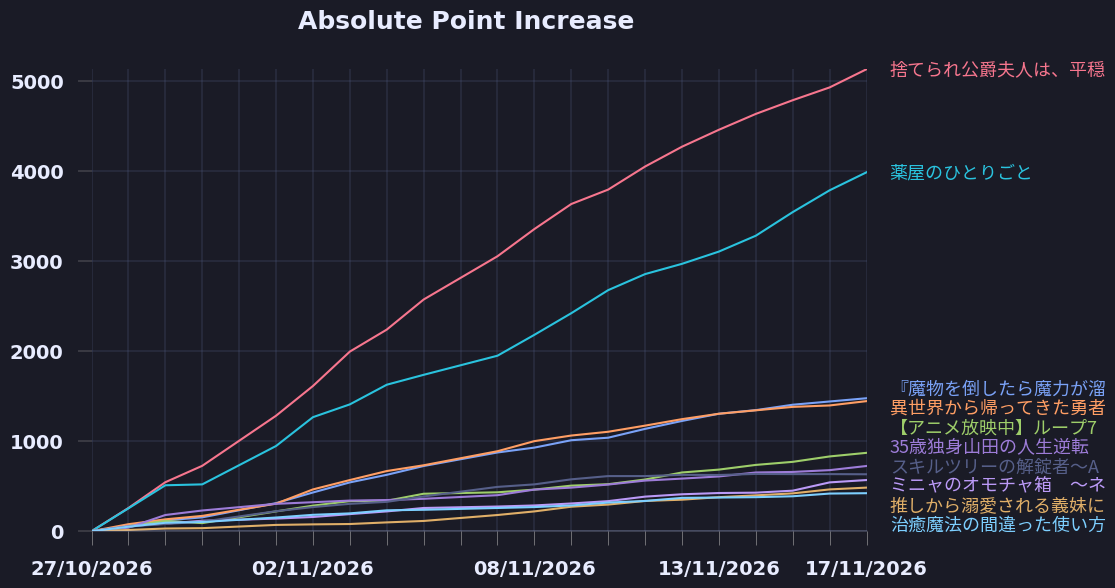 Absolute Point Increase
5000
4000
3000
2000
1000
0
27/10/2026
02/11/2026
08/11/2026
13/11/2026
17/11/2026
捨てられ公爵夫人は、平穏
薬屋のひとりごと
『魔物を倒したら魔力が溜
異世界から帰ってきた勇者
【アニメ放映中】ループ7
35歳独身山田の人生逆転
スキルツリーの解錠者～A
ミニャのオモチャ箱　～ネ
推しから溺愛される義妹に
治癒魔法の間違った使い方